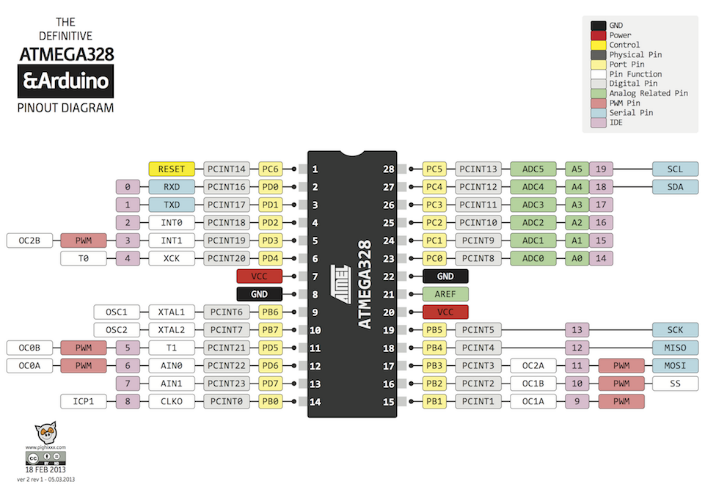 THE
DEFINITIVE
ATMEGA328
&Arduino
PINOUT DIAGRAM
GND
Power
Control
Physical Pin
Port Pin
Pin Function
Digital Pin
Analog Related Pin
PWM Pin
Serial Pin
IDE
RESET PCINT14 PC6 1 28 PC5 PCINT13 ADC5 A5 19 SCL
0 RXD PCINT16 PD0 2 27 PC4 PCINT12 ADC4 A4 18 SDA
1 TXD PCINT17 PD1 3 26 PC3 PCINT11 ADC3 A3 17
2 INT0 PCINT18 PD2 4 25 PC2 PCINT10 ADC2 A2 16
OC2B PWM 3 INT1 PCINT19 PD3 5 24 PC1 PCINT9 ADC1 A1 15
T0 4 XCK PCINT20 PD4 6 23 PC0 PCINT8 ADC0 A0 14
VCC 7 22 GND
GND 8 21 AREF
OSC1 XTAL1 PCINT6 PB6 9 20 VCC
OSC2 XTAL2 PCINT7 PB7 10 19 PB5 PCINT5 13 SCK
OC0B PWM 5 T1 PCINT21 PD5 11 18 PB4 PCINT4 12 MISO
OC0A PWM 6 AIN0 PCINT22 PD6 12 17 PB3 PCINT3 OC2A 11 PWM MOSI
7 AIN1 PCINT23 PD7 13 16 PB2 PCINT2 OC1B 10 PWM SS
ICP1 8 CLKO PCINT0 PB0 14 15 PB1 PCINT1 OC1A 9 PWM
ATMEL
ATMEGA328
www.pighixxx.com
18 FEB 2013
ver 2 rev 1 - 05.03.2013